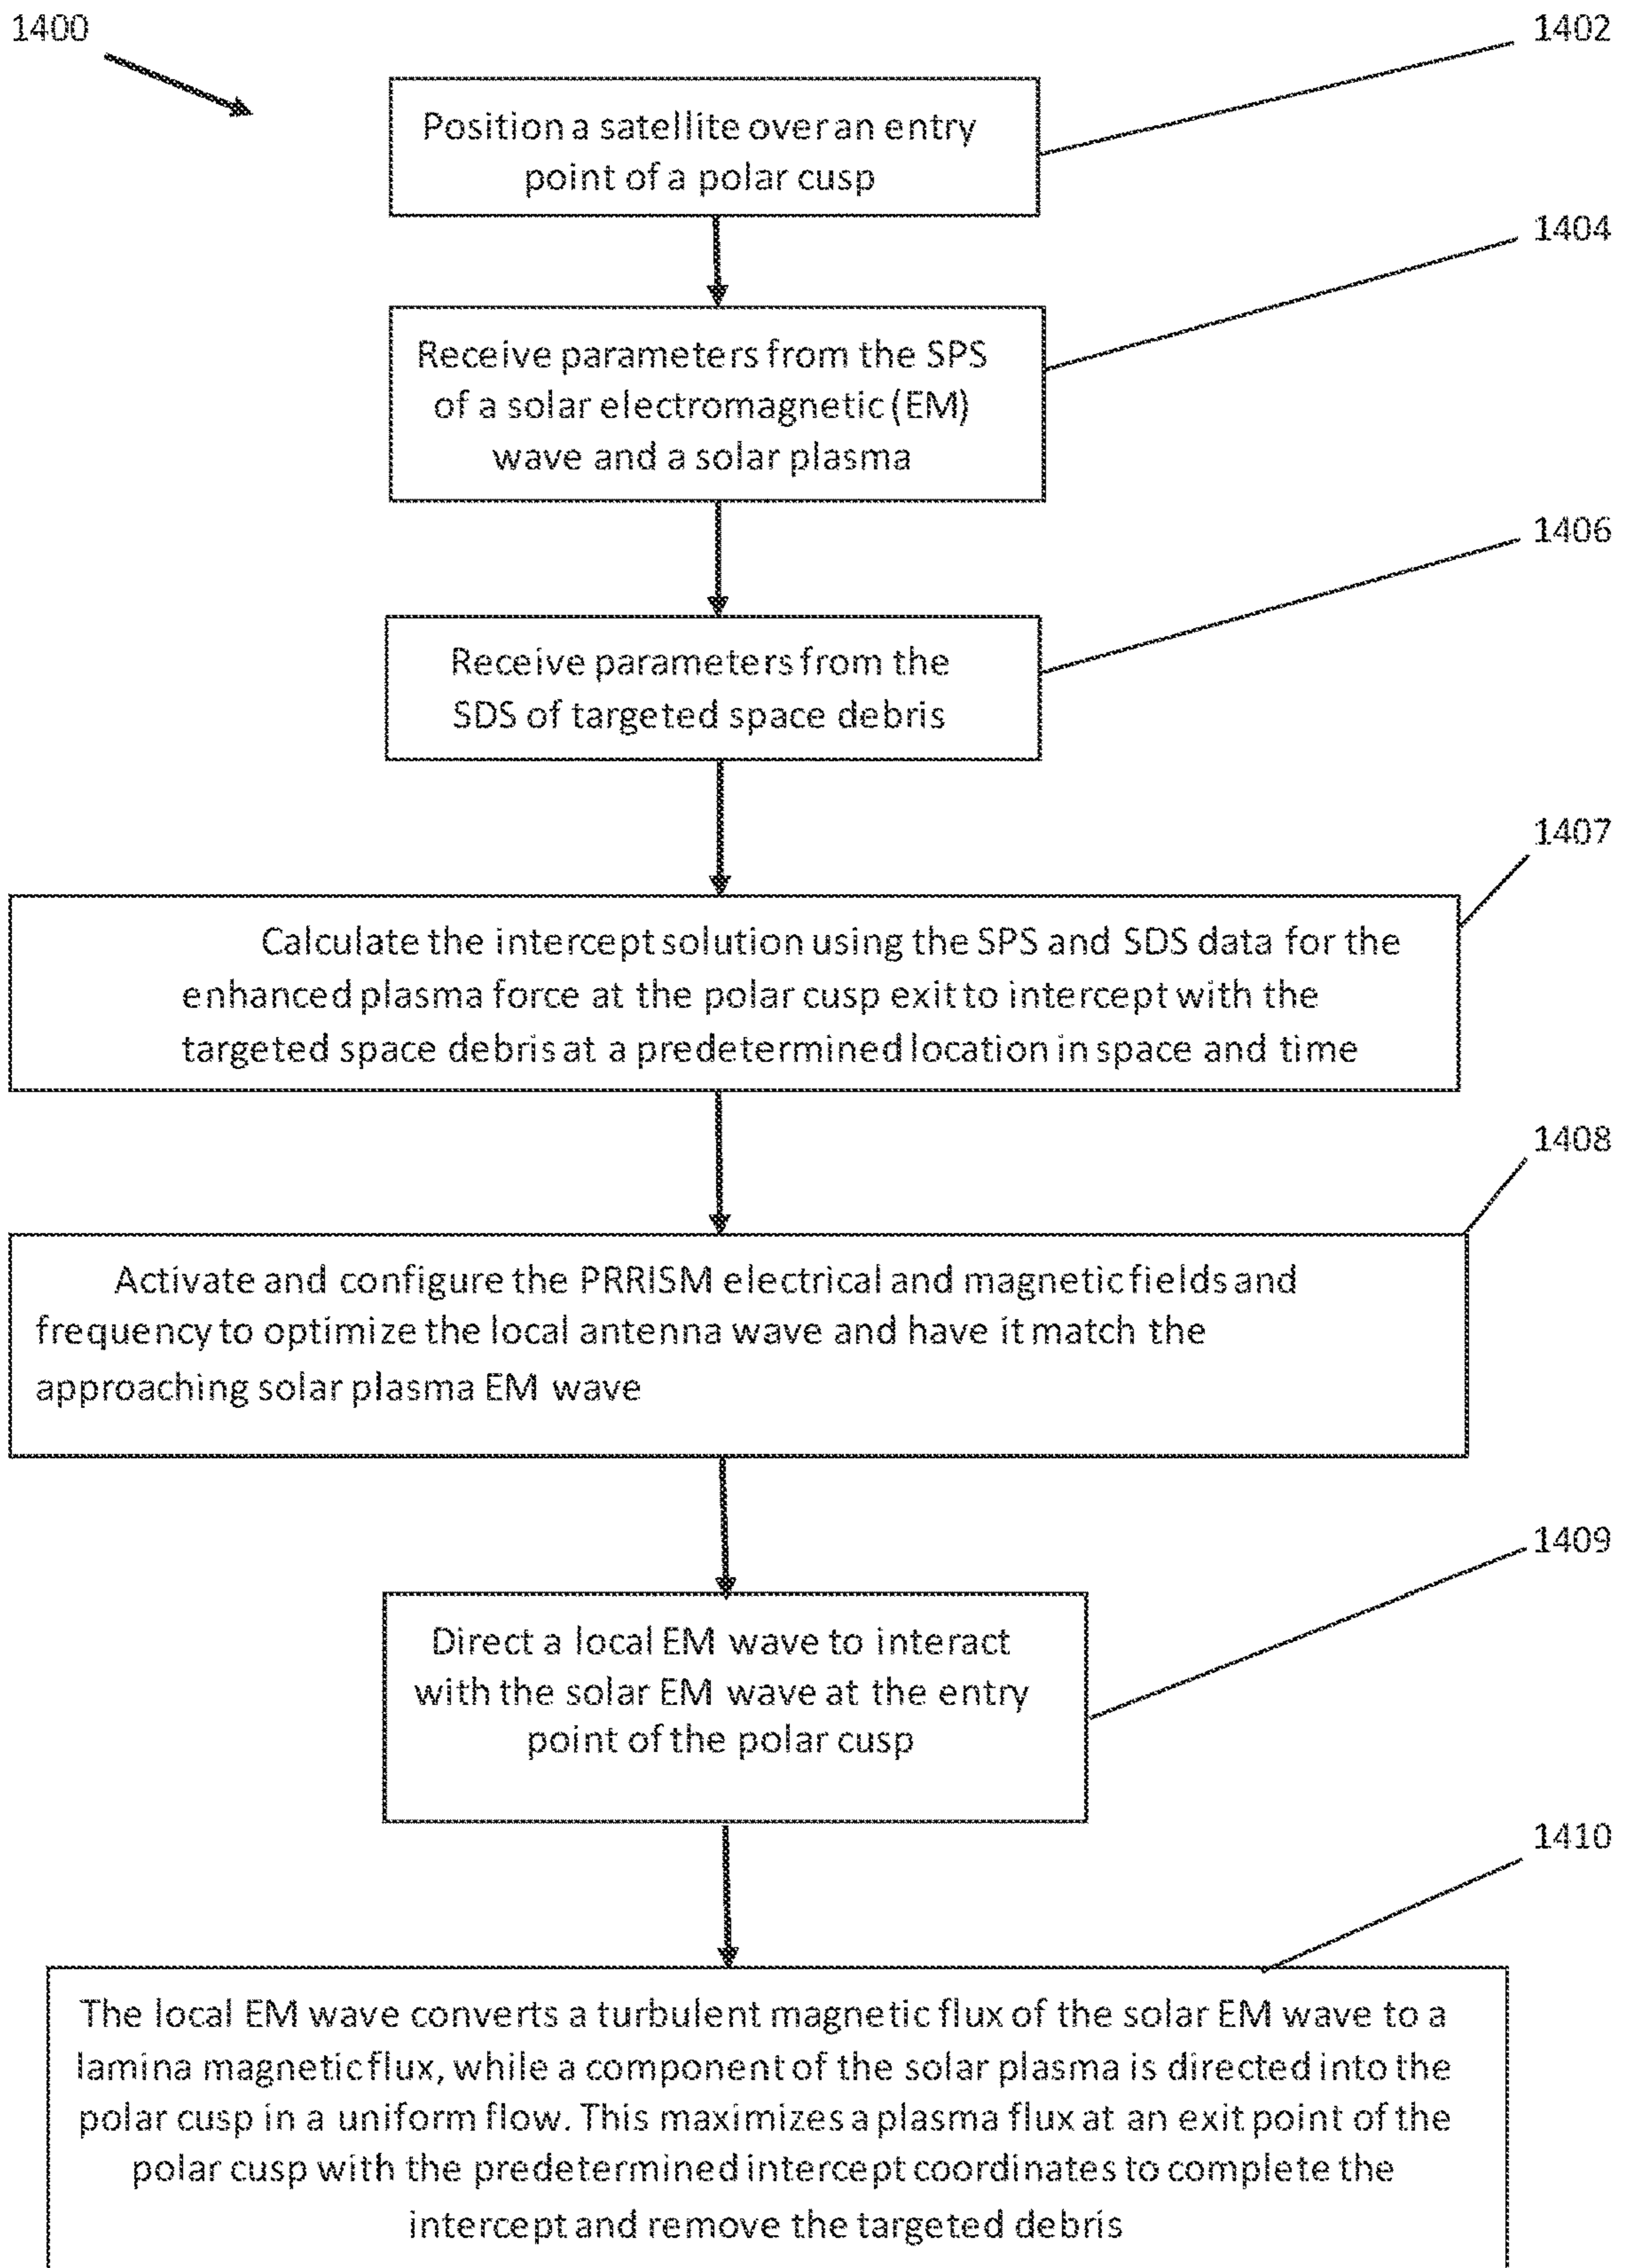 1400
1402
Position a satellite over an entry
point of a polar cusp
1404
Receive parameters from the SPS
of a solar electromagnetic (EM)
wave and a solar plasma
1406
Receive parameters from the
SDS of targeted space debris
1407
Calculate the intercept solution using the SPS and SDS data for the
enhanced plasma force at the polar cusp exit to intercept with the
targeted space debris at a predetermined location in space and time
1408
Activate and configure the PRRISM electrical and magnetic fields and
frequency to optimize the local antenna wave and have it match the
approaching solar plasma EM wave
1409
Direct a local EM wave to interact
with the solar EM wave at the entry
point of the polar cusp
1410
The local EM wave converts a turbulent magnetic flux of the solar EM wave to a
lamina magnetic flux, while a component of the solar plasma is directed into the
polar cusp in a uniform flow. This maximizes a plasma flux at an exit point of the
polar cusp with the predetermined intercept coordinates to complete the
intercept and remove the targeted debris